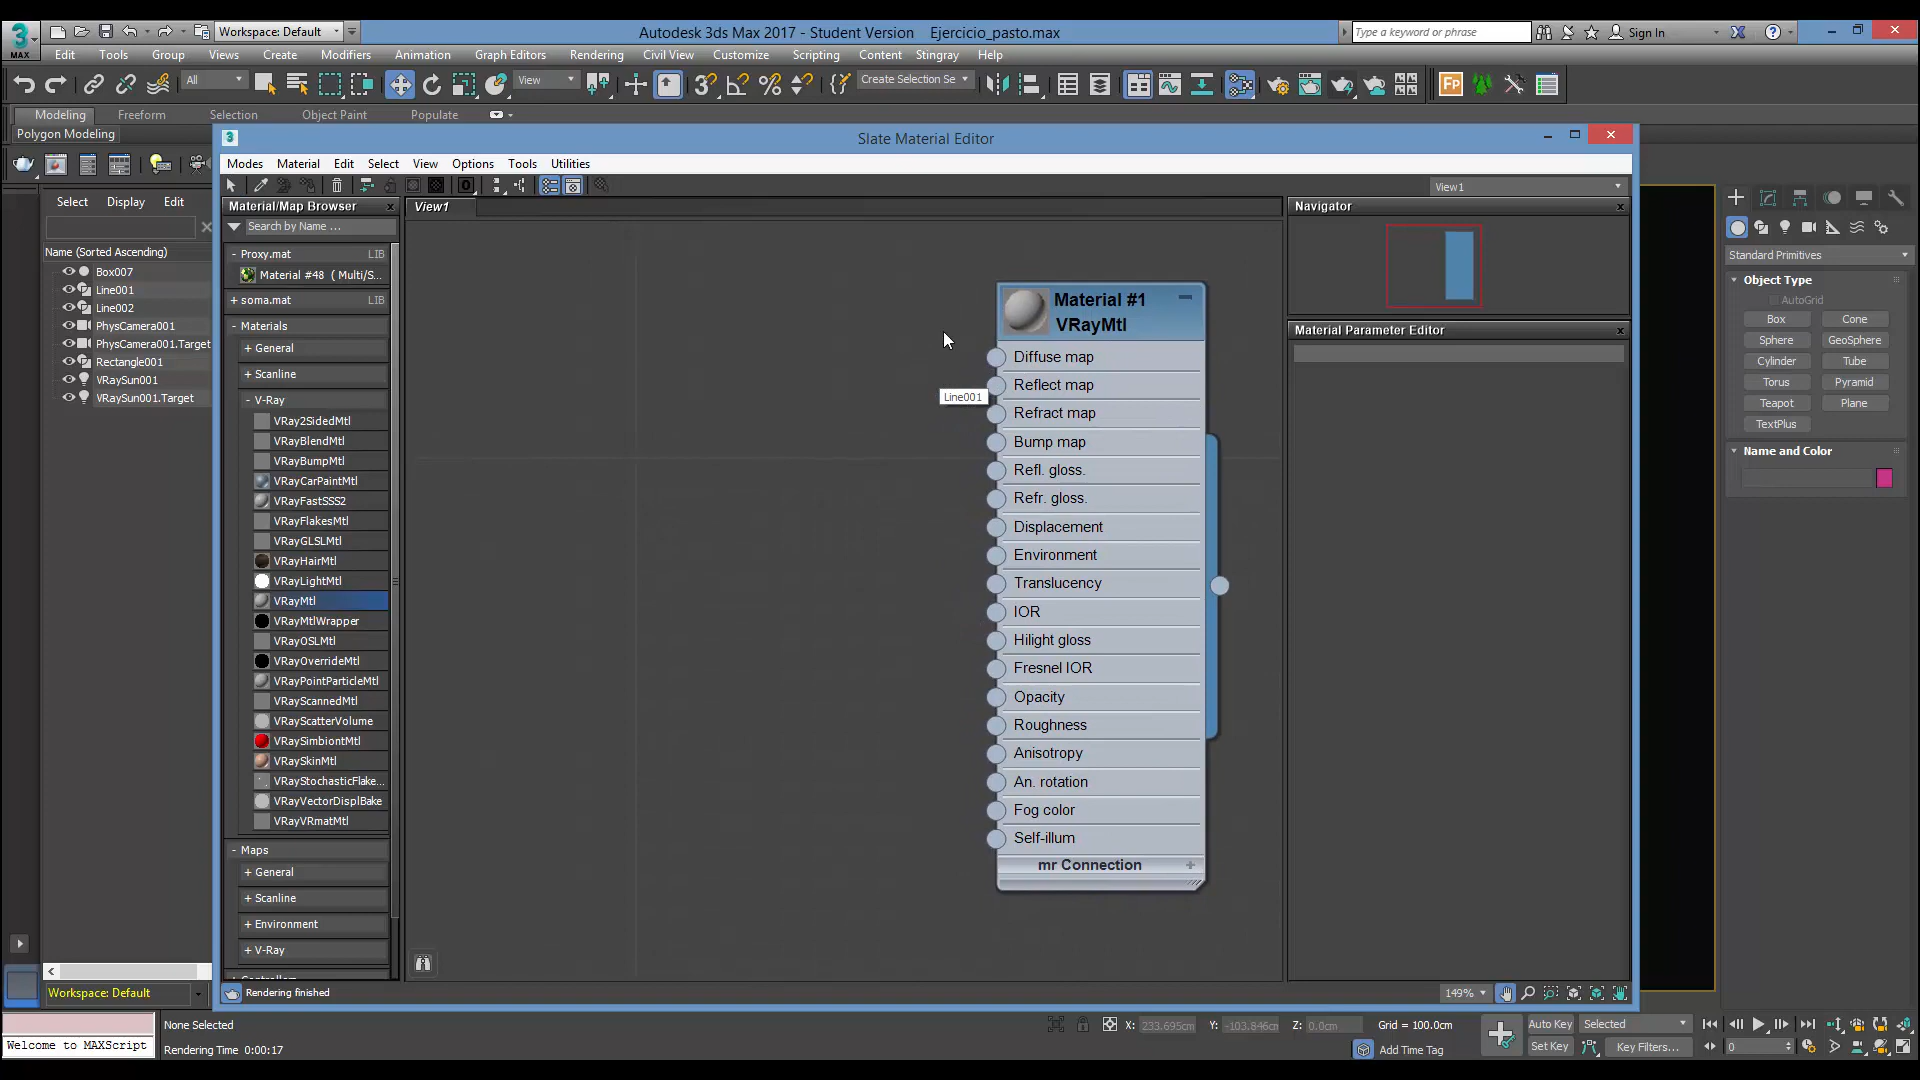 3
MAX
Workspace: Default
Autodesk 3ds Max 2017 - Student Version    Ejercicio_pasto.max
Type a keyword or phrase
Sign In
Edit
Tools
Group
Views
Create
Modifiers
Animation
Graph Editors
Rendering
Civil View
Customize
Scripting
Content
Stingray
Help
All
View
Create Selection Se
Fp
Modeling
Freeform
Selection
Object Paint
Populate
Polygon Modeling
Slate Material Editor
Modes
Material
Edit
Select
View
Options
Tools
Utilities
View1
Select
Display
Edit
Name (Sorted Ascending)
Box007
Line001
Line002
PhysCamera001
PhysCamera001.Target
Rectangle001
VRaySun001
VRaySun001.Target
Workspace: Default
Material/Map Browser
Search by Name ...
- Proxy.mat LIB
Material #48 ( Multi/S...
+ soma.mat LIB
- Materials
+ General
+ Scanline
- V-Ray
VRay2SidedMtl
VRayBlendMtl
VRayBumpMtl
VRayCarPaintMtl
VRayFastSSS2
VRayFlakesMtl
VRayGLSLMtl
VRayHairMtl
VRayLightMtl
VRayMtl
VRayMtlWrapper
VRayOSLMtl
VRayOverrideMtl
VRayPointParticleMtl
VRayScannedMtl
VRayScatterVolume
VRaySimbiontMtl
VRaySkinMtl
VRayStochasticFlake...
VRayVectorDisplBake
VRayVRmatMtl
- Maps
+ General
+ Scanline
+ Environment
+ V-Ray
View1
Line001
Material #1
VRayMtl
Diffuse map
Reflect map
Refract map
Bump map
Refl. gloss.
Refr. gloss.
Displacement
Environment
Translucency
IOR
Hilight gloss
Fresnel IOR
Opacity
Roughness
Anisotropy
An. rotation
Fog color
Self-illum
mr Connection +
Navigator
Material Parameter Editor
Rendering finished
149%
Standard Primitives
Object Type
AutoGrid
Box
Cone
Sphere
GeoSphere
Cylinder
Tube
Torus
Pyramid
Teapot
Plane
TextPlus
Name and Color
None Selected
Welcome to MAXScript
Rendering Time 0:00:17
X: 233.695cm
Y: -103.846cm
Z: 0.0cm
Grid = 100.0cm
Add Time Tag
Auto Key
Selected
Set Key
Key Filters...
0